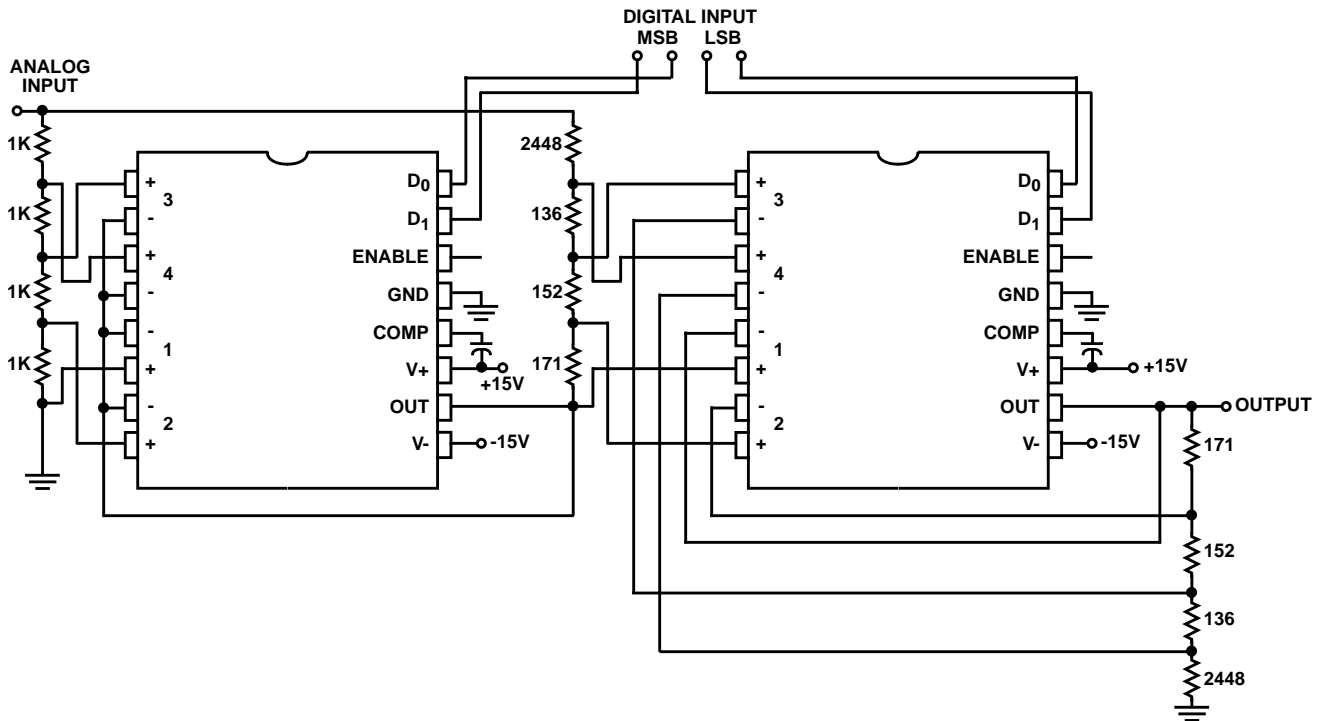 DIGITAL INPUT
MSB LSB
ANALOG
INPUT
1K
1K
1K
1K
+
3
-
+
4
-
-
1
+
-
2
+
D0
D1
ENABLE
GND
COMP
V+
+15V
OUT
V-
-15V
2448
136
152
171
+
3
-
+
4
-
-
1
+
-
2
+
D0
D1
ENABLE
GND
COMP
V+
+15V
OUT
OUTPUT
V-
-15V
171
152
136
2448